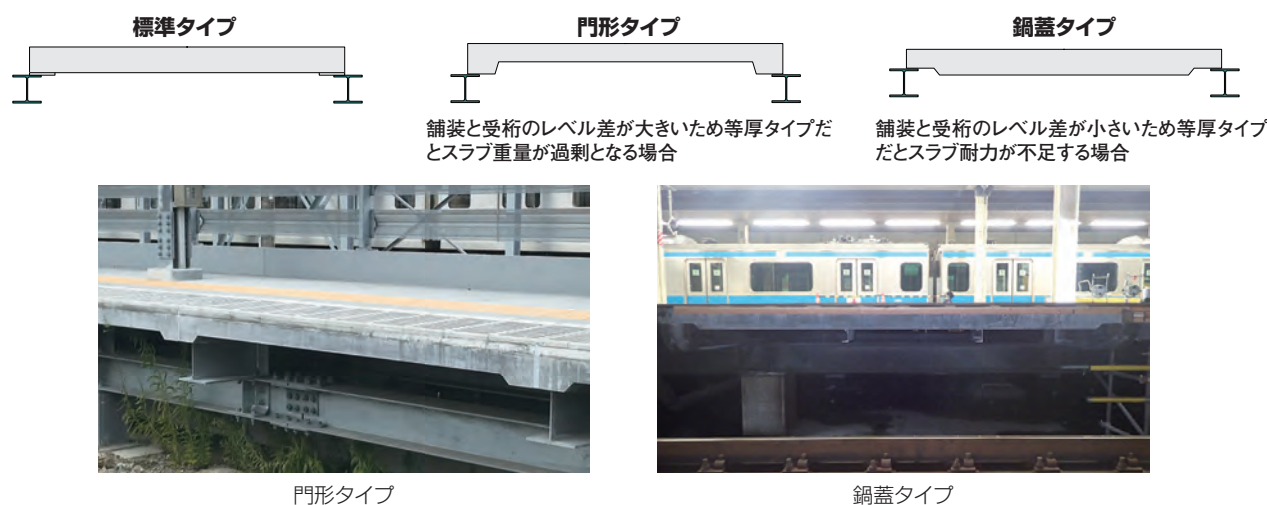 標準タイプ
門形タイプ
鍋蓋タイプ
舗装と受桁のレベル差が大きいため等厚タイプだ
とスラブ重量が過剰となる場合
舗装と受桁のレベル差が小さいため等厚タイプ
だとスラブ耐力が不足する場合
門形タイプ
鍋蓋タイプ